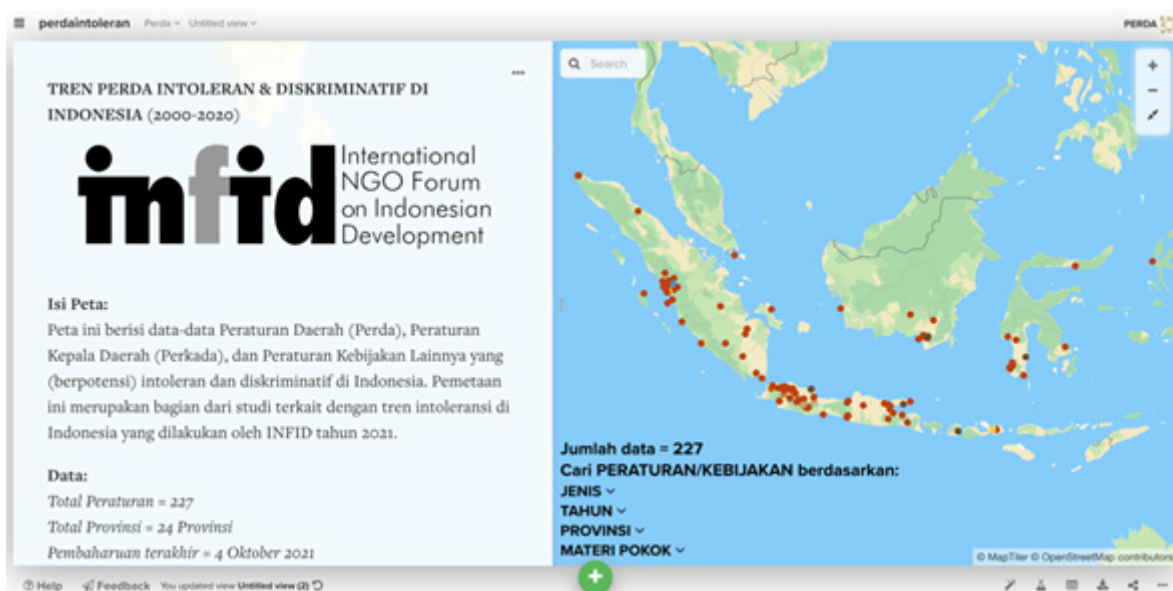 perdaintoleran Perda Untitled view
PERDA
TREN PERDA INTOLERAN & DISKRIMINATIF DI
INDONESIA (2000-2020)
infid
International
NGO Forum
on Indonesian
Development
Isi Peta:
Peta ini berisi data-data Peraturan Daerah (Perda), Peraturan
Kepala Daerah (Perkada), dan Peraturan Kebijakan Lainnya yang
(berpotensi) intoleran dan diskriminatif di Indonesia. Pemetaan
ini merupakan bagian dari studi terkait dengan tren intoleransi di
Indonesia yang dilakukan oleh INFID tahun 2021.
Data:
Total Peraturan = 227
Total Provinsi = 24 Provinsi
Pembaharuan terakhir = 4 Oktober 2021
Search
Jumlah data = 227
Cari PERATURAN/KEBIJAKAN berdasarkan:
JENIS
TAHUN
PROVINSI
MATERI POKOK
© MapTiler © OpenStreetMap contributors
Help Feedback You updated view Untitled view (2)